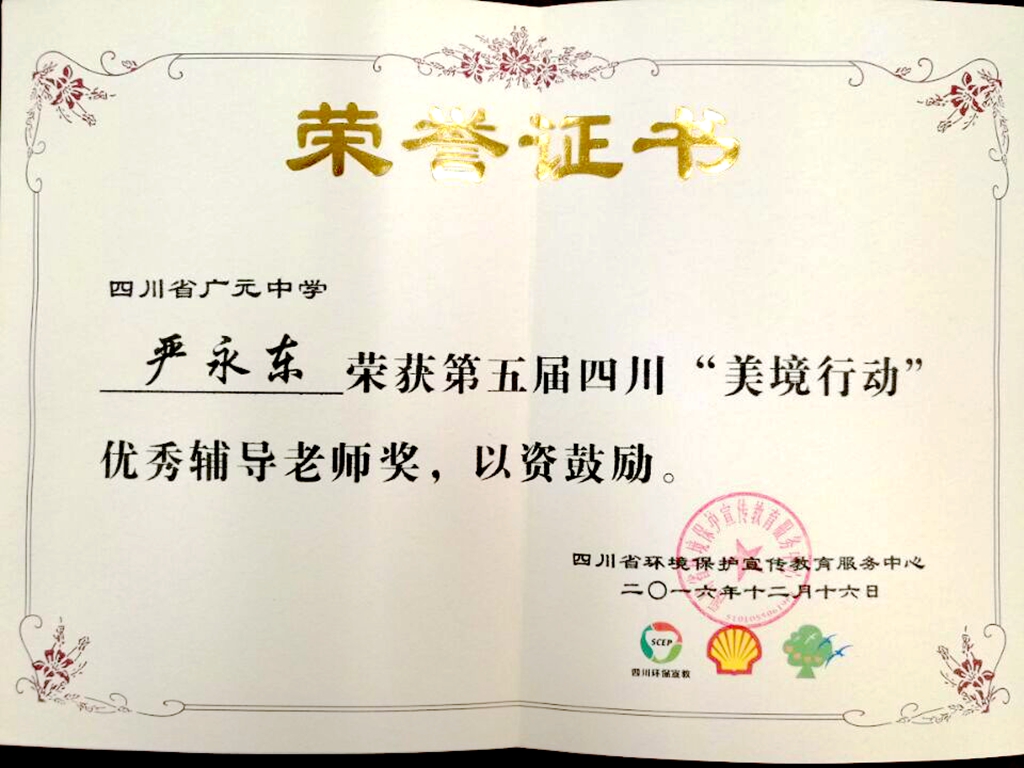 荣誉证书
四川省广元中学
严永东荣获第五届四川“美境行动”
优秀辅导老师奖，以资鼓励。
四川省环境保护宣传教育服务中心
二〇一六年十二月十六日
SCEP
四川环保宣教